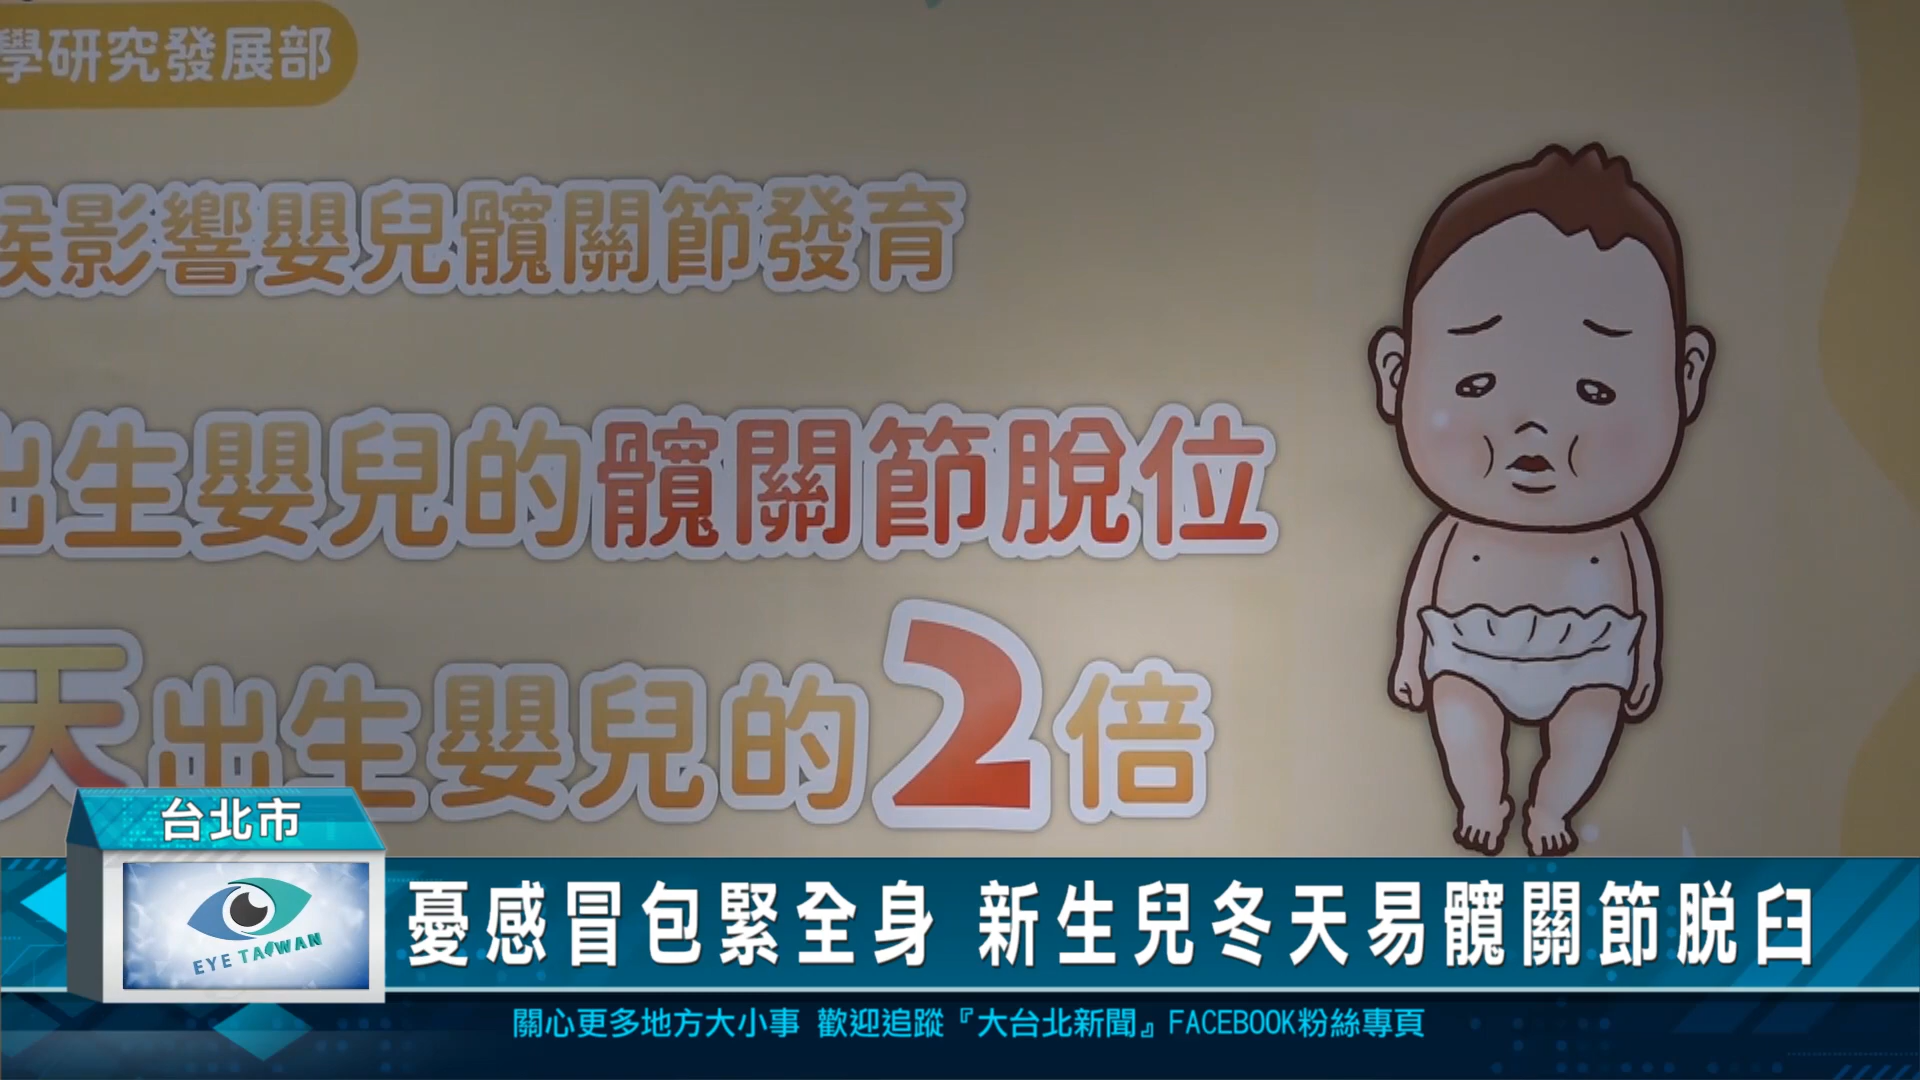 學研究發展部
候影響嬰兒髖關節發育
出生嬰兒的髖關節脫位
天出生嬰兒的2倍
台北市
EYE TAIWAN
憂感冒包緊全身 新生兒冬天易髖關節脫臼
關心更多地方大小事 歡迎追蹤『大台北新聞』FACEBOOK粉絲專頁